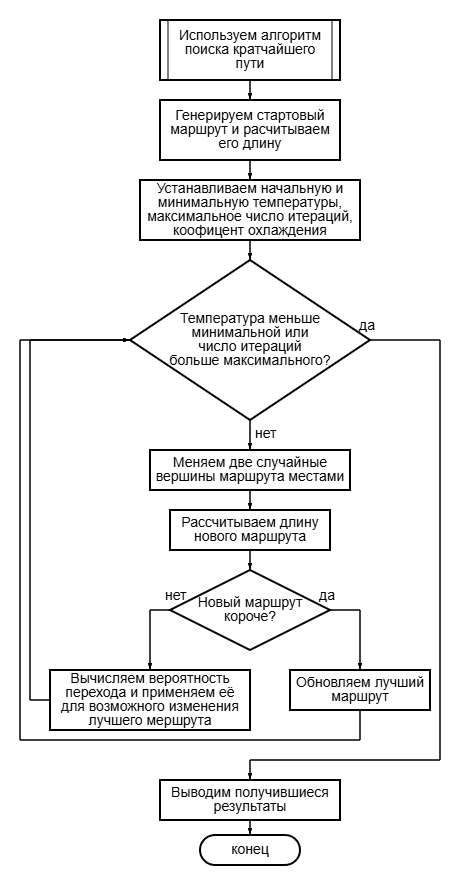 Используем алгоритм
поиска кратчайшего
пути
Генерируем стартовый
маршрут и расчитываем
его длину
Устанавливаем начальную и
минимальную температуры,
максимальное число итераций,
коофицент охлаждения
Температура меньше
минимальной или
число итераций
больше максимального?
да
нет
Меняем две случайные
вершины маршрута местами
Рассчитываем длину
нового маршрута
нет
да
Новый маршрут
короче?
Вычисляем вероятность
перехода и применяем её
для возможного изменения
лучшего мершрута
Обновляем лучший
маршрут
Выводим получившиеся
результаты
конец